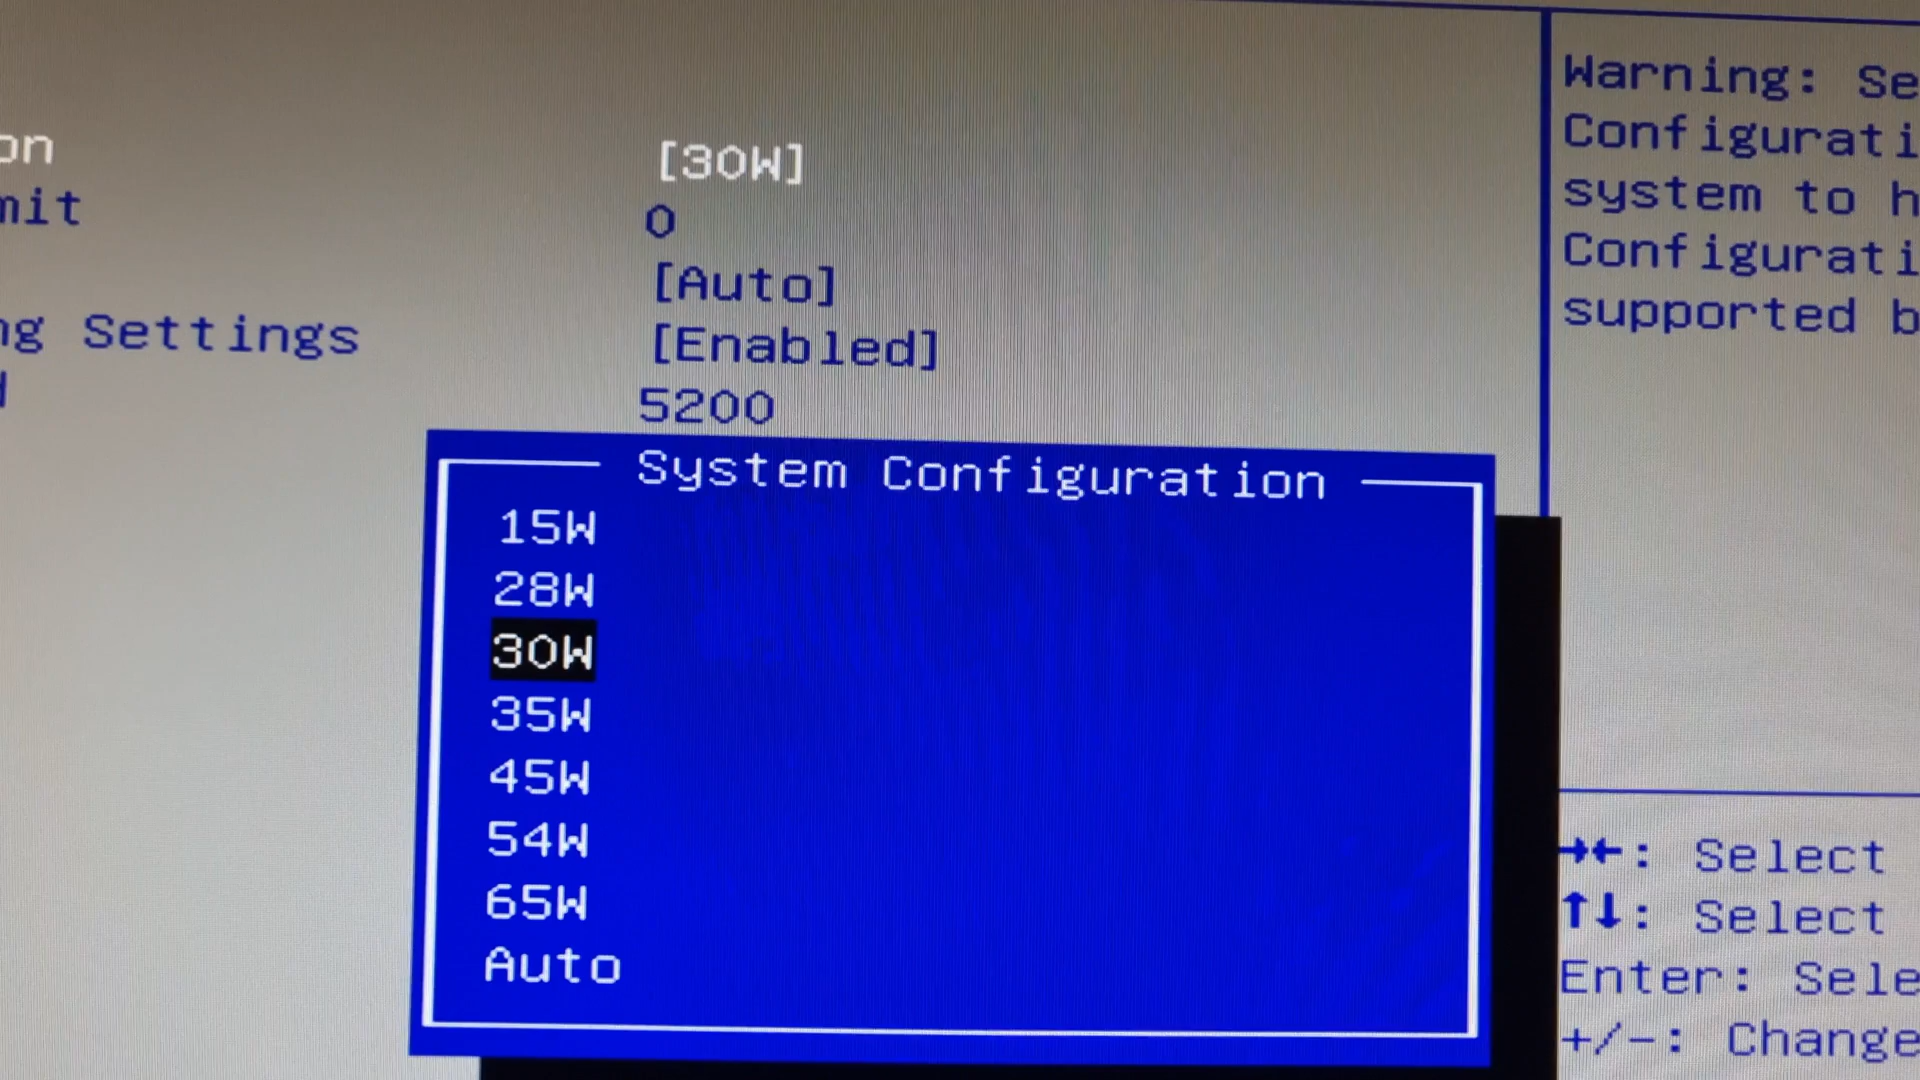 on [30W]
mit 0
[Auto]
ng Settings [Enabled]
5200
System Configuration
15W
28W
30W
35W
45W
54W
65W
Auto
Warning: Se
Configurati
system to h
Configurati
supported b
→←: Select
↑↓: Select
Enter: Sele
+/-: Change